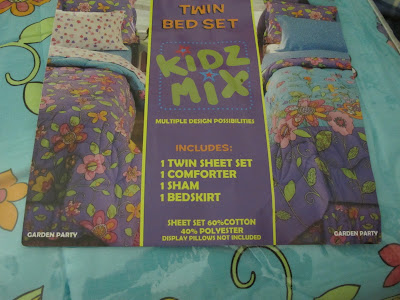 TWIN
BED SET
KiDZ
MiX
MULTIPLE DESIGN POSSIBILITIES
INCLUDES:
1 TWIN SHEET SET
1 COMFORTER
1 SHAM
1 BEDSKIRT
SHEET SET 60%COTTON
40% POLYESTER
DISPLAY PILLOWS NOT INCLUDED
GARDEN PARTY
GARDEN PARTY